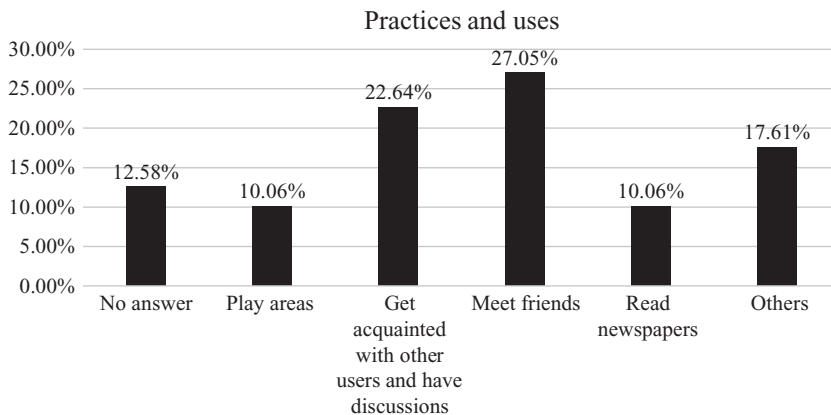 Practices and uses
30.00%
25.00%
20.00%
15.00%
10.00%
5.00%
0.00%
12.58%
10.06%
22.64%
27.05%
10.06%
17.61%
No answer
Play areas
Get
acquainted
with other
users and have
discussions
Meet friends
Read
newspapers
Others